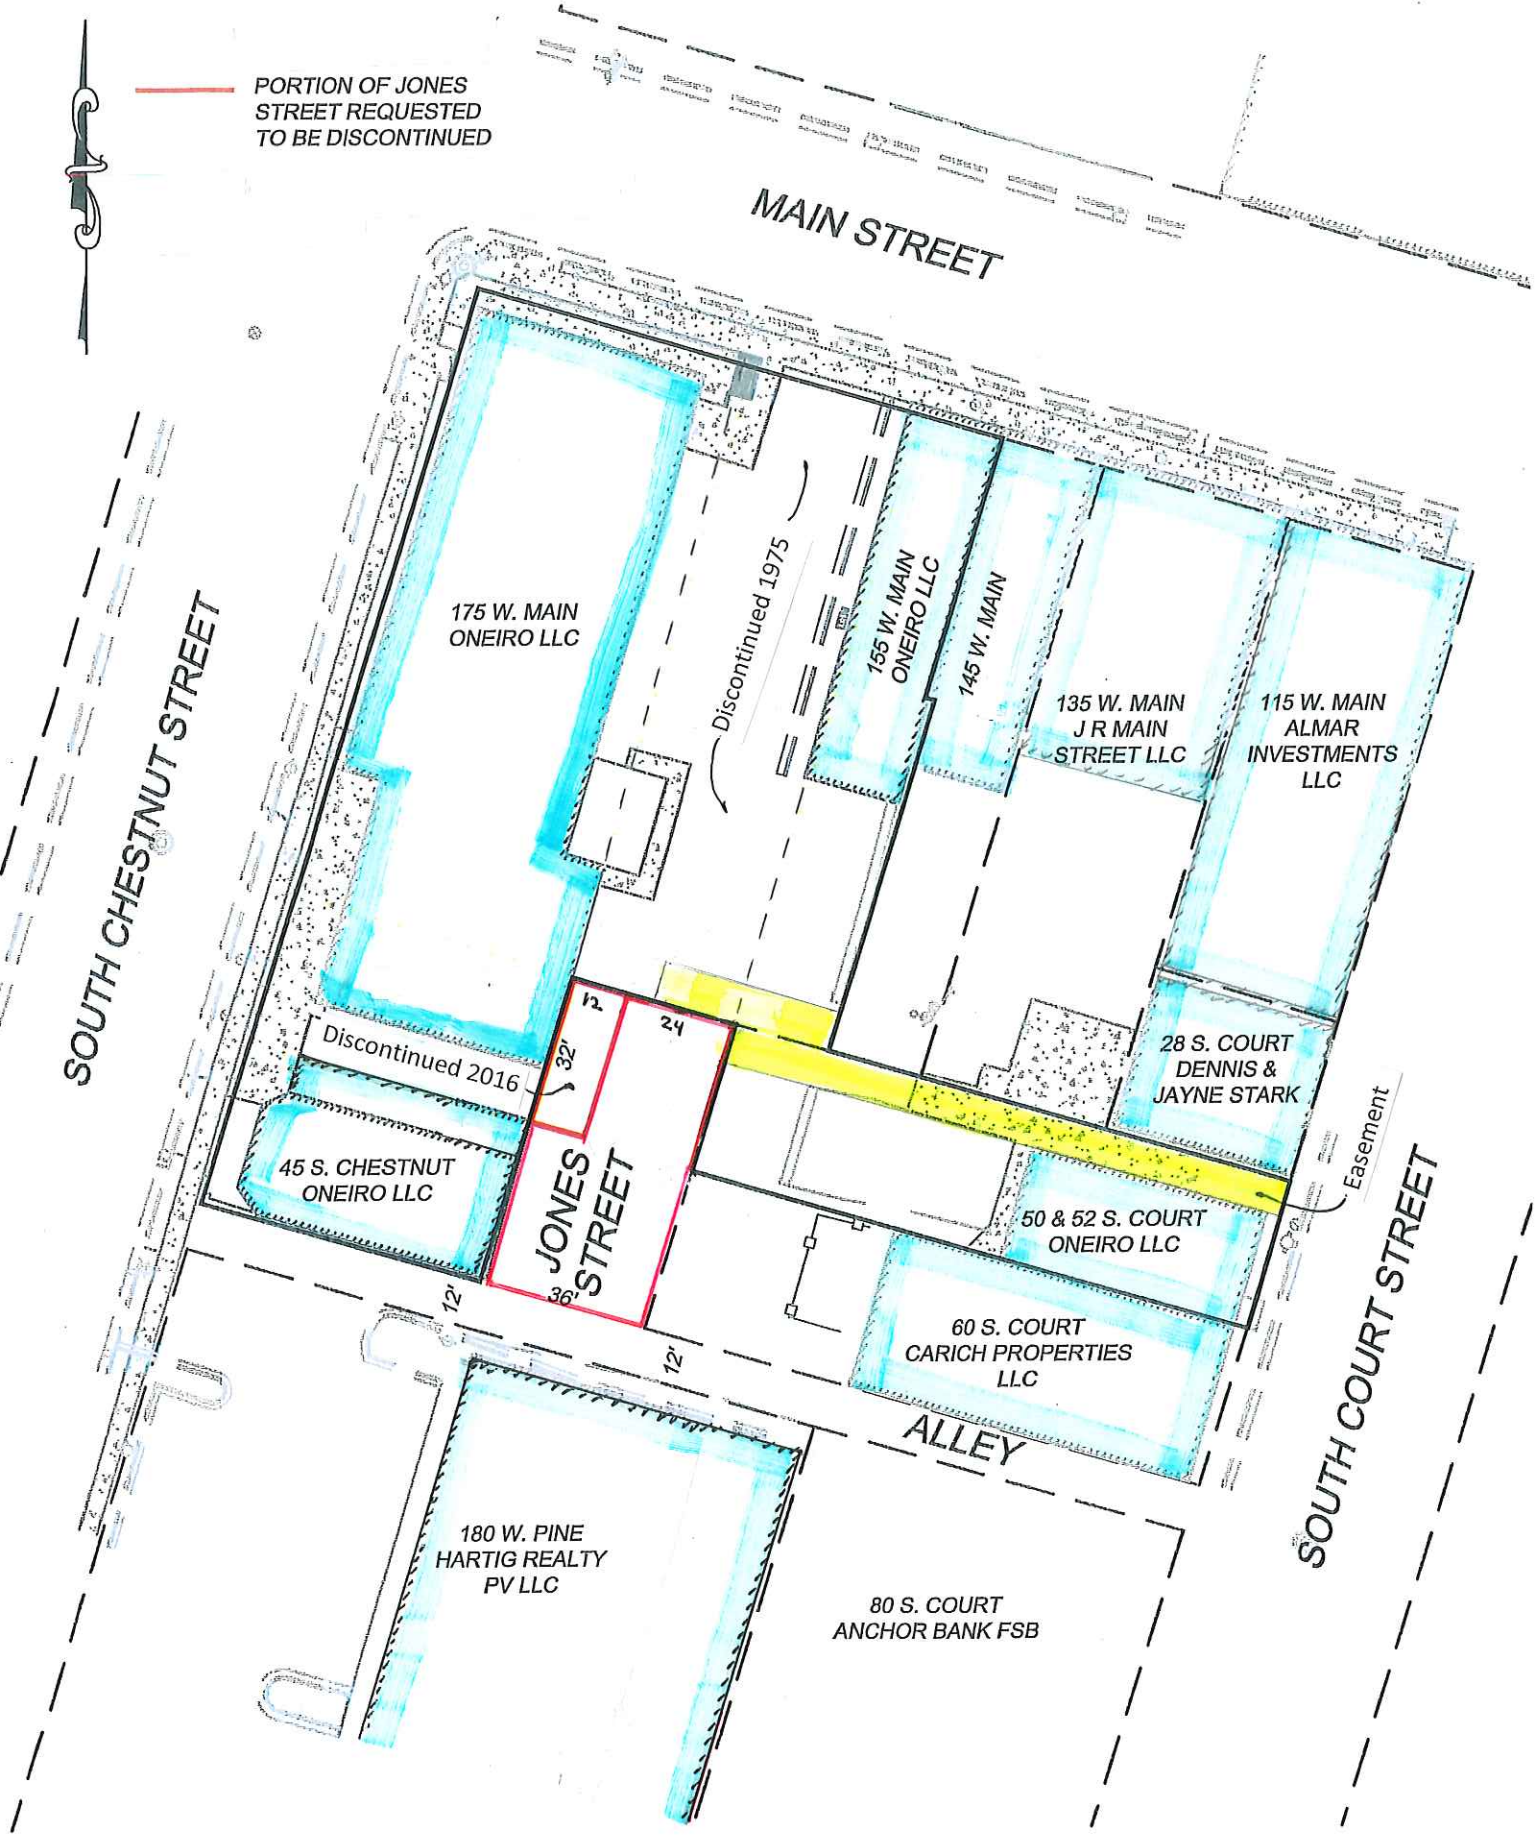 PORTION OF JONES
STREET REQUESTED
TO BE DISCONTINUED
MAIN STREET
SOUTH CHESTNUT STREET
175 W. MAIN
ONEIRO LLC
Discontinued 1975
155 W. MAIN
ONEIRO LLC
145 W. MAIN
135 W. MAIN
J R MAIN
STREET LLC
115 W. MAIN
ALMAR
INVESTMENTS
LLC
12
24
32'
Discontinued 2016
28 S. COURT
DENNIS &
JAYNE STARK
Easement
45 S. CHESTNUT
ONEIRO LLC
JONES
STREET
36'
50 & 52 S. COURT
ONEIRO LLC
12'
12'
60 S. COURT
CARICH PROPERTIES
LLC
ALLEY
SOUTH COURT STREET
180 W. PINE
HARTIG REALTY
PV LLC
80 S. COURT
ANCHOR BANK FSB